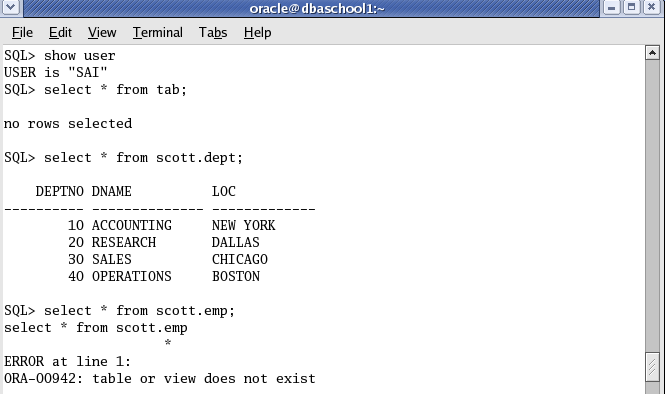 oracle@dbaschool1:~
File Edit View Terminal Tabs Help
SQL> show user
USER is "SAI"
SQL> select * from tab;
no rows selected
SQL> select * from scott.dept;
DEPTNO DNAME LOC
---------- -------------- -------------
10 ACCOUNTING NEW YORK
20 RESEARCH DALLAS
30 SALES CHICAGO
40 OPERATIONS BOSTON
SQL> select * from scott.emp;
select * from scott.emp
*
ERROR at line 1:
ORA-00942: table or view does not exist